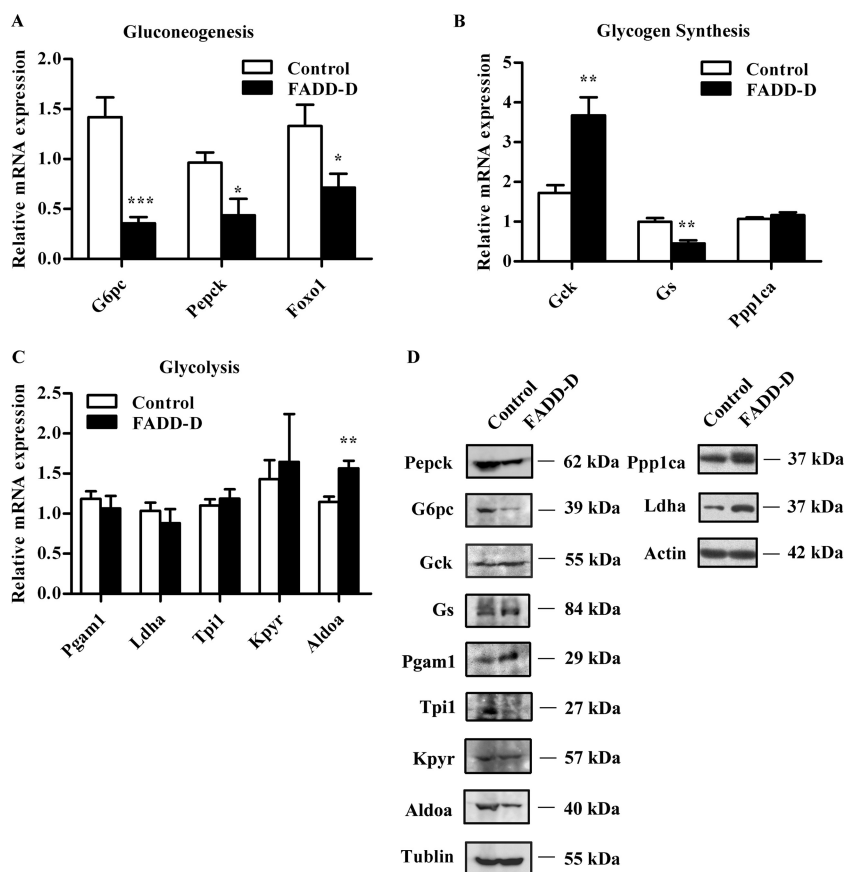 A
Gluconeogenesis
Relative mRNA expression
2.0
1.5
1.0
0.5
0.0
Control
FADD-D
***
*
*
G6pc
Pepck
Foxo1
B
Glycogen Synthesis
Relative mRNA expression
5
4
3
2
1
0
Control
FADD-D
**
**
Gck
Gs
Ppp1ca
C
Glycolysis
Relative mRNA expression
2.5
2.0
1.5
1.0
0.5
0.0
Control
FADD-D
**
Pgam1
Ldha
Tpi1
Kpyr
Aldoa
D
Control
FADD-D
Pepck — 62 kDa
G6pc — 39 kDa
Gck — 55 kDa
Gs — 84 kDa
Pgam1 — 29 kDa
Tpi1 — 27 kDa
Kpyr — 57 kDa
Aldoa — 40 kDa
Tublin — 55 kDa
Control
FADD-D
Ppp1ca — 37 kDa
Ldha — 37 kDa
Actin — 42 kDa